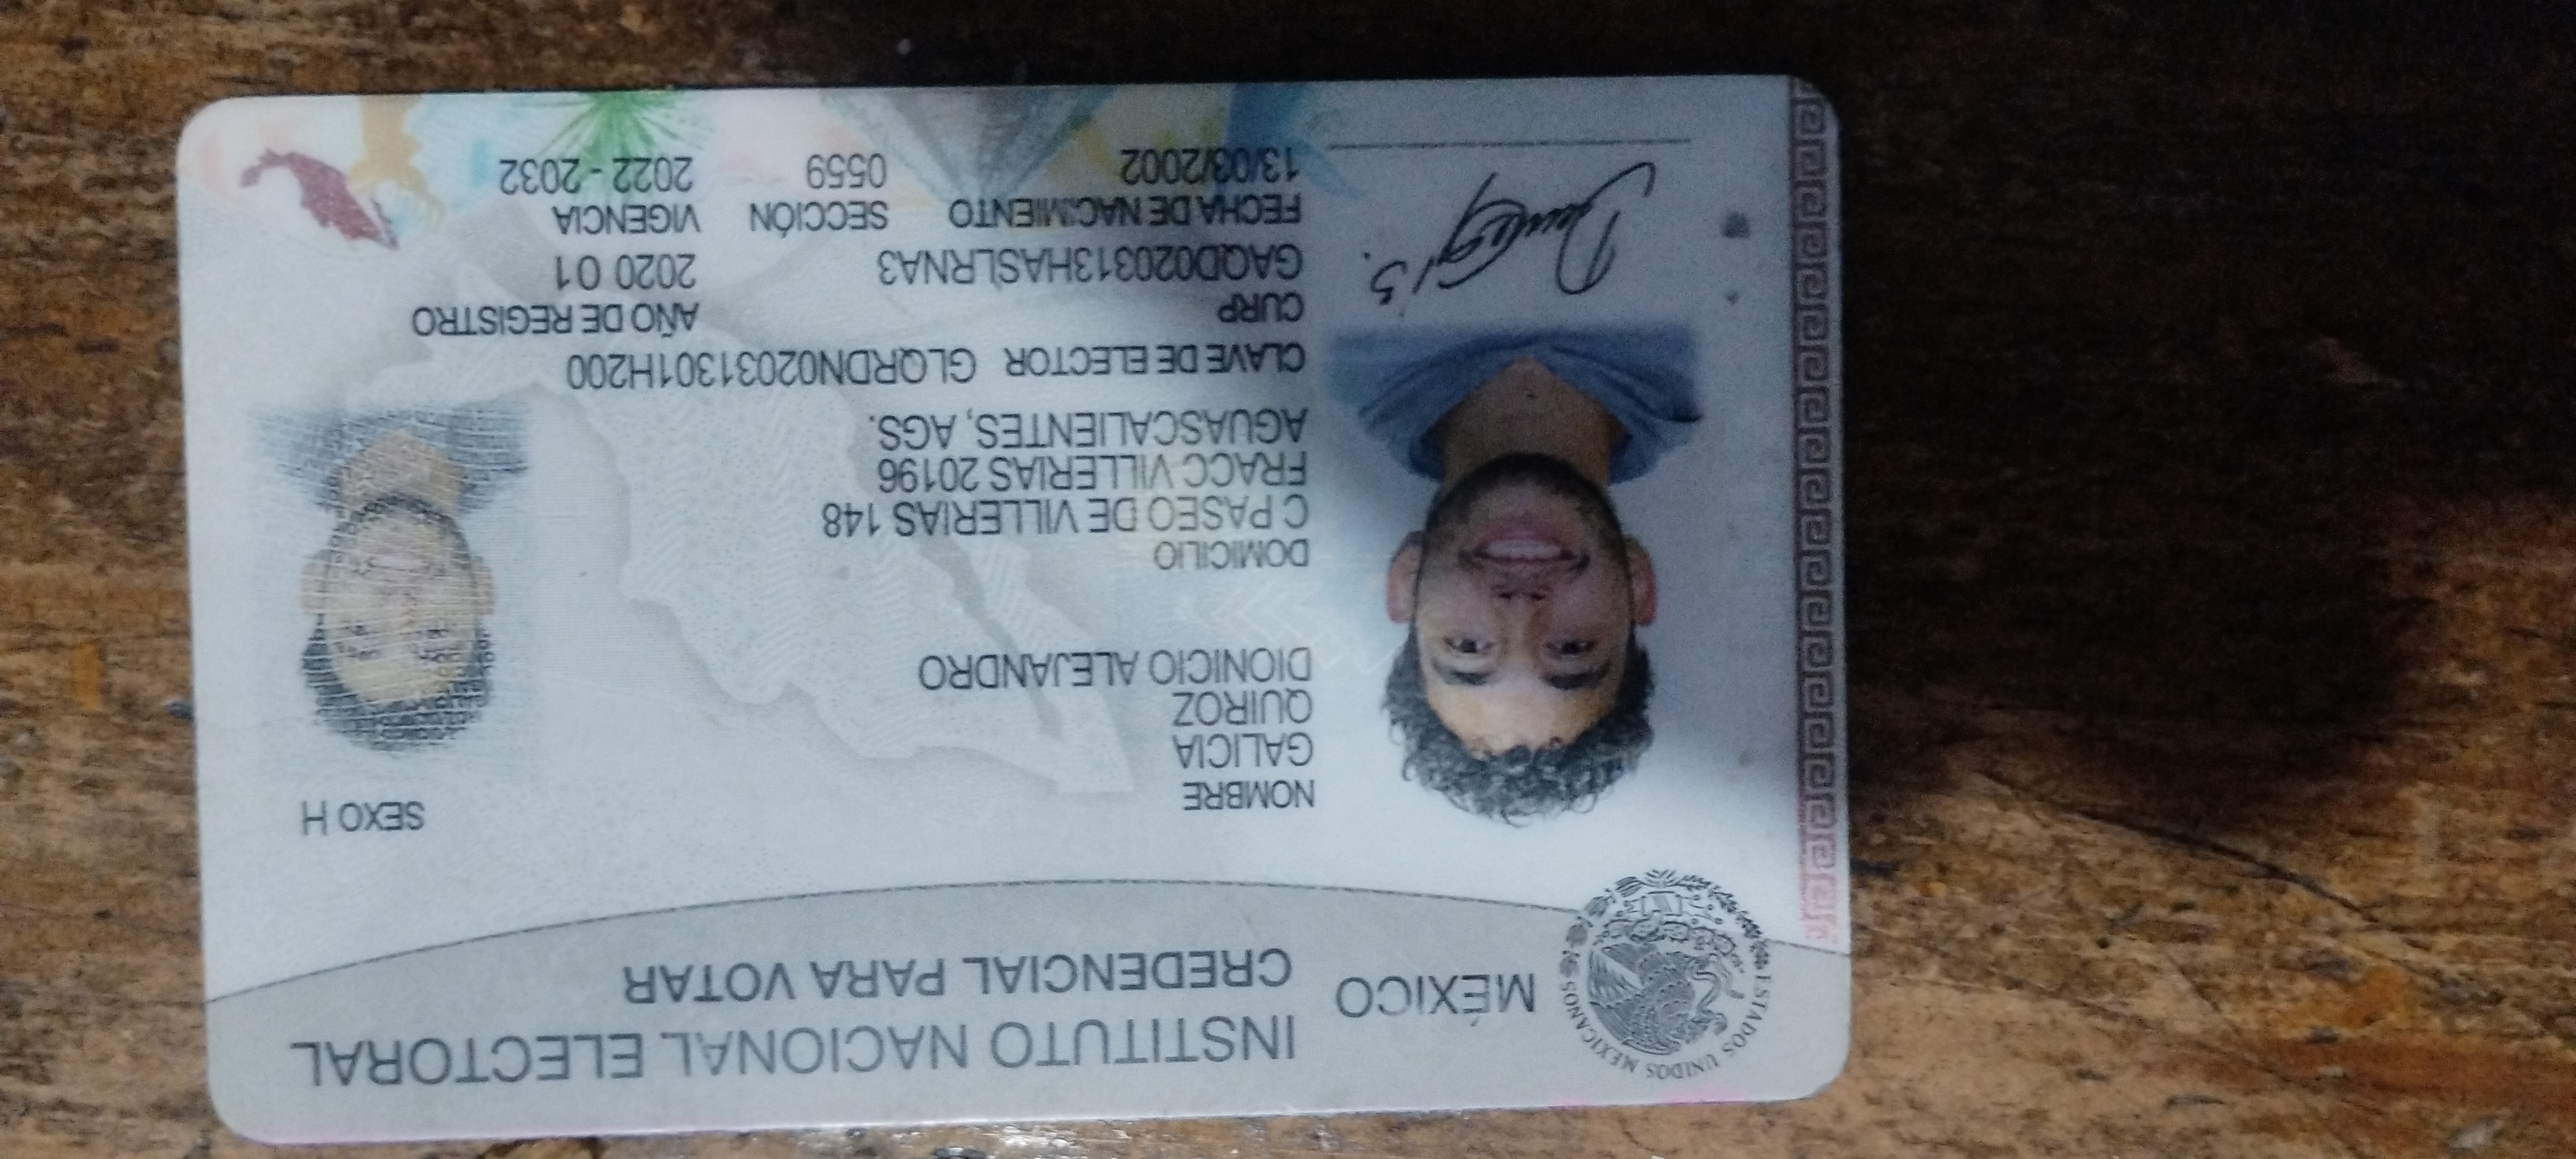 MÉXICO INSTITUTO NACIONAL ELECTORAL
CREDENCIAL PARA VOTAR
ESTADOS UNIDOS MEXICANOS
NOMBRE
GALICIA
QUIROZ
DIONICIO ALEJANDRO
SEXO H
DOMICILIO
C PASEO DE VILLERIAS 148
FRACC VILLERIAS 20196
AGUASCALIENTES, AGS.
CLAVE DE ELECTOR GLQRDN02031301H200
CURP
GAQD020313HASLRNA3
AÑO DE REGISTRO
2020 01
FECHA DE NACIMIENTO
13/03/2002
SECCIÓN
0559
VIGENCIA
2022 - 2032